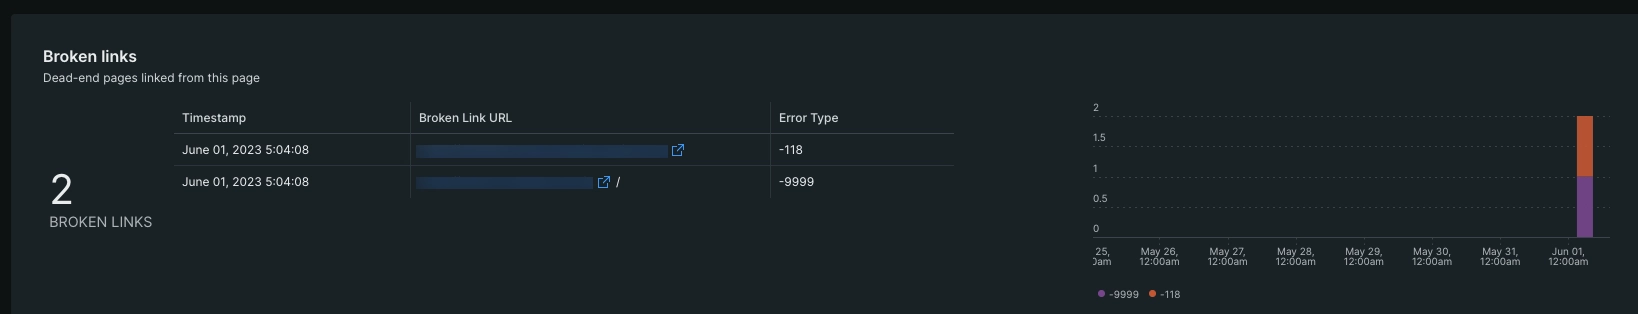 Broken links
Dead-end pages linked from this page
Timestamp Broken Link URL Error Type
June 01, 2023 5:04:08 -118
June 01, 2023 5:04:08 / -9999
2
BROKEN LINKS
2
1.5
1
0.5
0
25, May 26, May 27, May 28, May 29, May 30, May 31, Jun 01,
0am 12:00am 12:00am 12:00am 12:00am 12:00am 12:00am 12:00am
-9999 -118